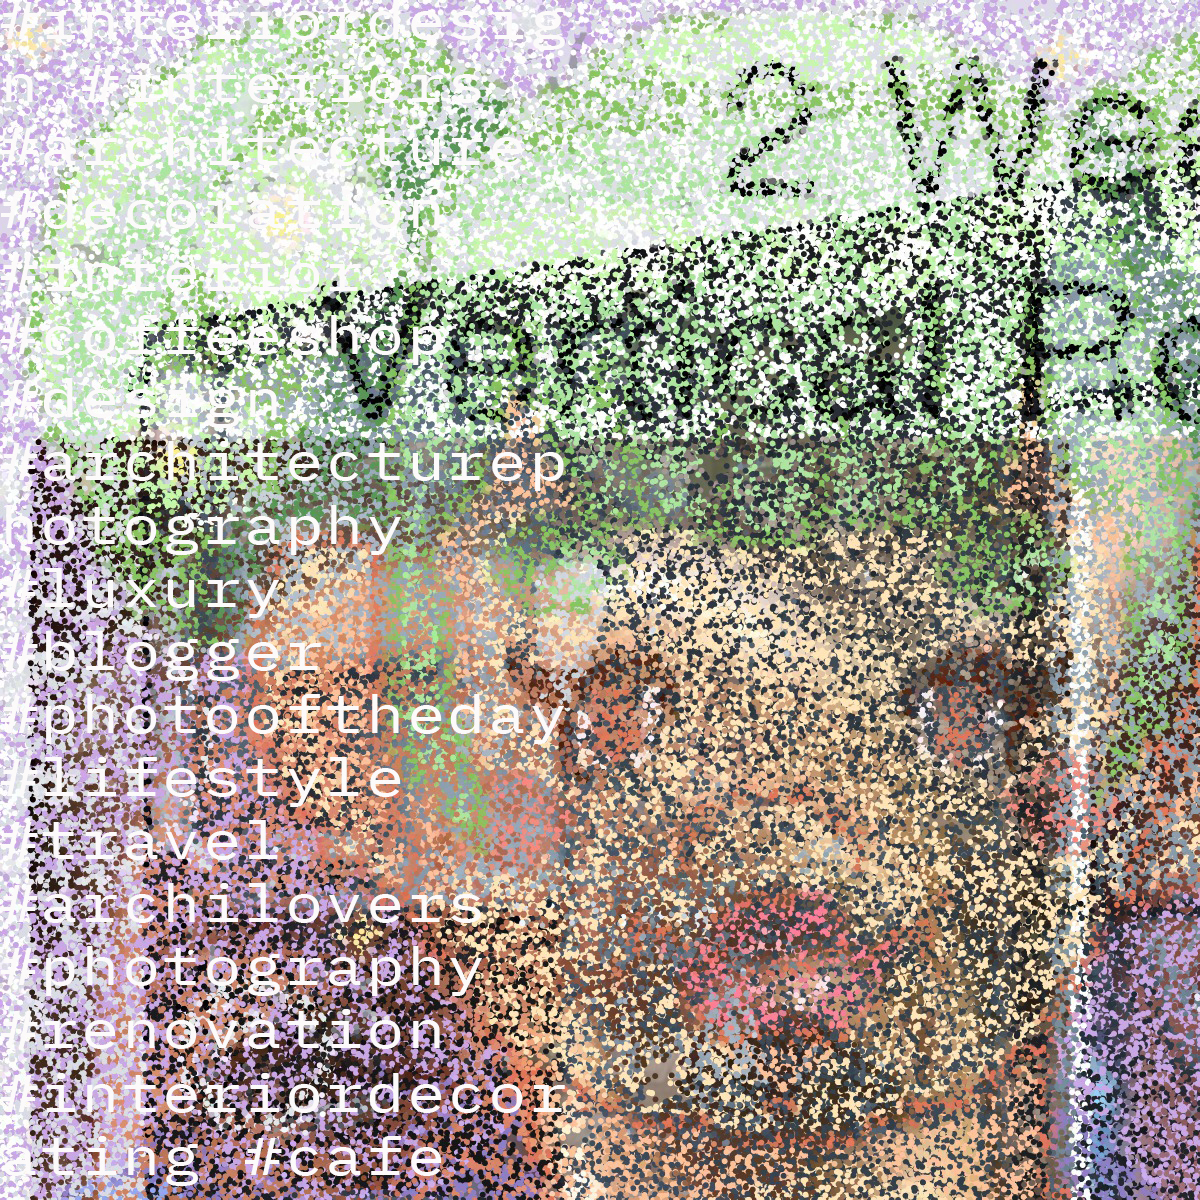 #interiordesig
n #interiors
#architecture
#decoration
#interior
#coffeeshop
#design
#architecturep
hotography
#luxury
#blogger
#photooftheday
#lifestyle
#travel
#archilovers
#photography
#renovation
#interiordecor
ating #cafe
2 We